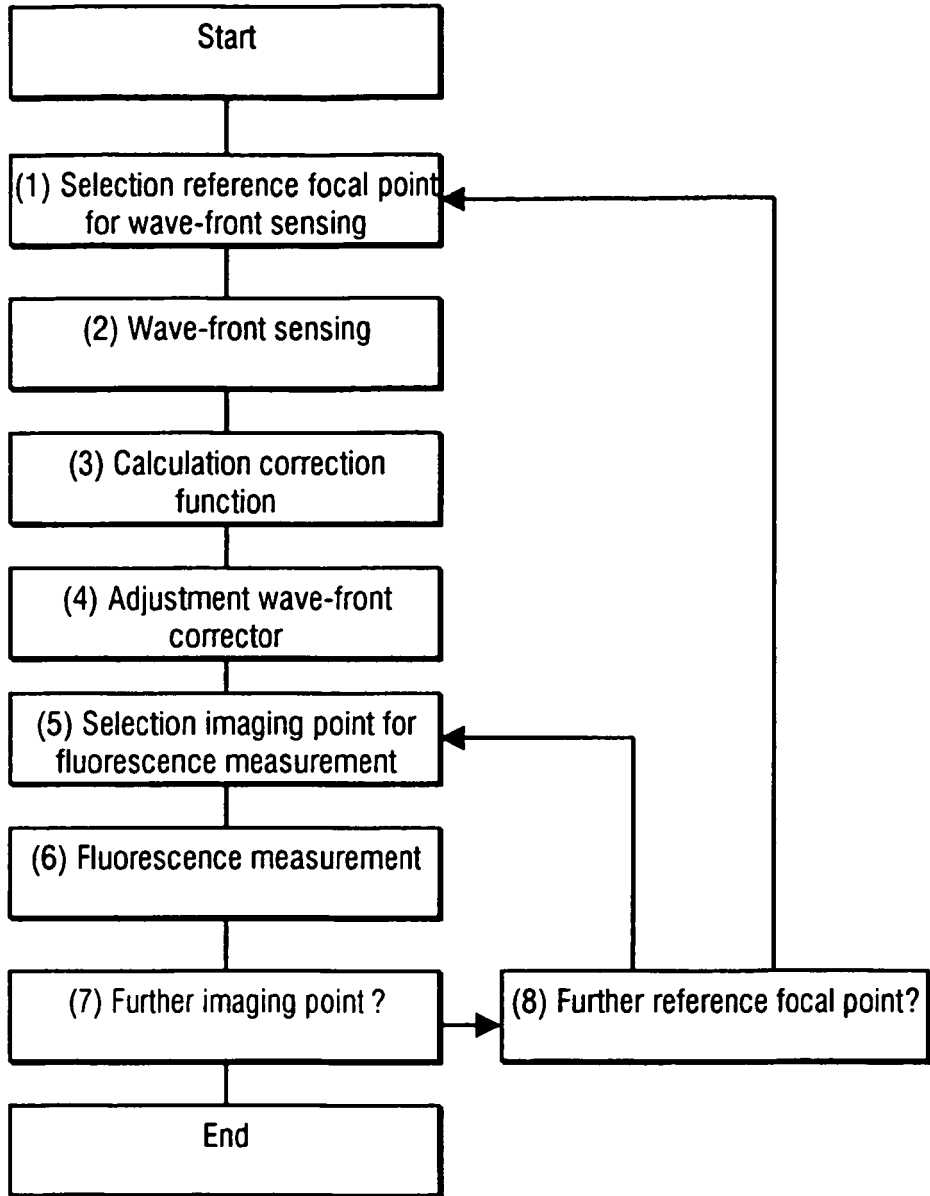 Start
(1) Selection reference focal point
for wave-front sensing
(2) Wave-front sensing
(3) Calculation correction
function
(4) Adjustment wave-front
corrector
(5) Selection imaging point for
fluorescence measurement
(6) Fluorescence measurement
(7) Further imaging point ?
(8) Further reference focal point?
End